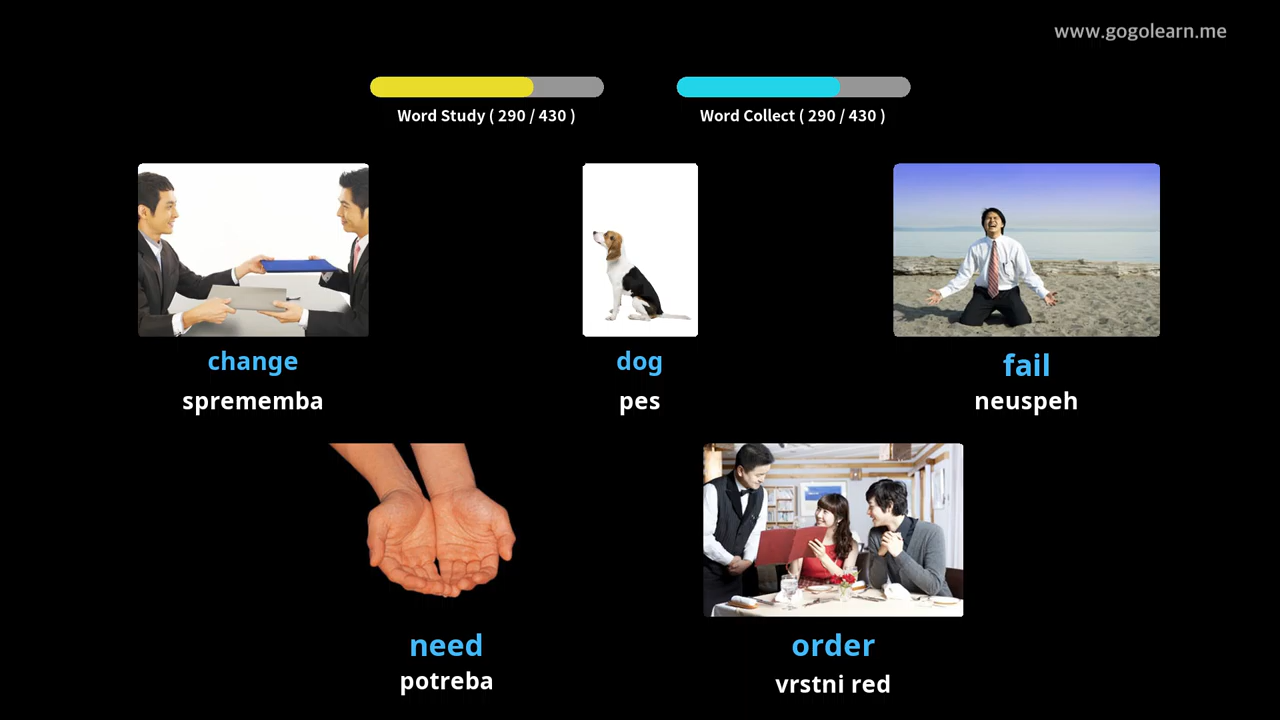 www.gogolearn.me
Word Study ( 290 / 430 )
Word Collect ( 290 / 430 )
change
sprememba
dog
pes
fail
neuspeh
need
potreba
order
vrstni red